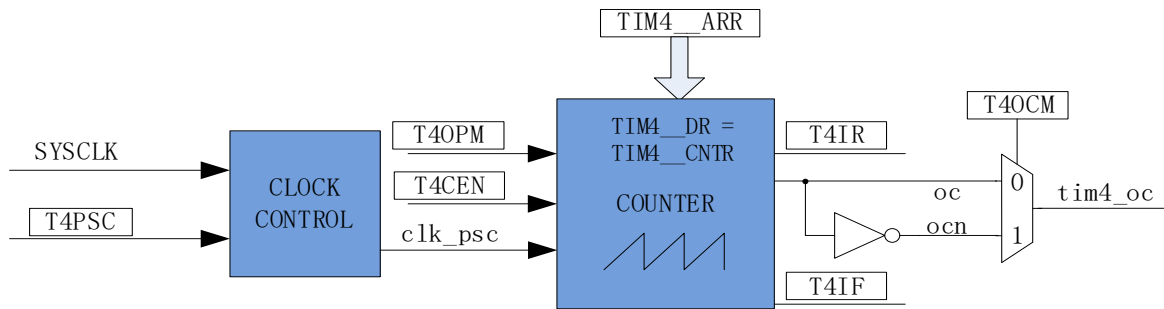 TIM4__ARR
T4OPM
TIM4__DR =
TIM4__CNTR
T4IR
T4OCM
SYSCLK
CLOCK
CONTROL
T4CEN
COUNTER
oc
0
tim4_oc
T4PSC
clk_psc
ocn
1
T4IF